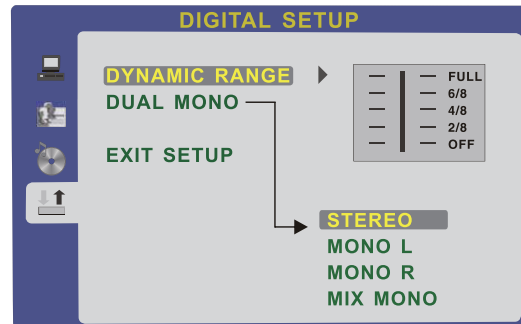 DIGITAL SETUP
DYNAMIC RANGE
DUAL MONO
EXIT SETUP
FULL
6/8
4/8
2/8
OFF
STEREO
MONO L
MONO R
MIX MONO